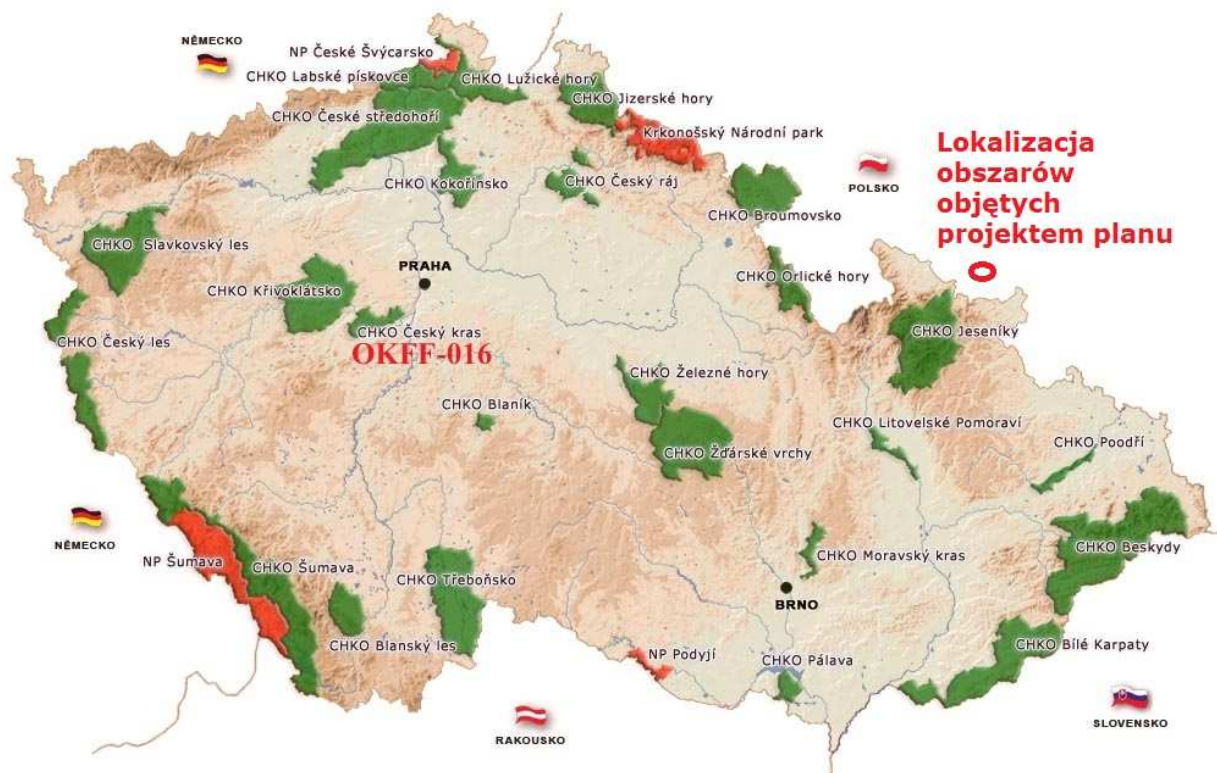 NĚMECKO
NP České Švýcarsko
CHKO Labské pískovce
CHKO Lužické hory
CHKO Jizerské hory
CHKO České středohoří
Krkonošský Národní park
Lokalizacja
obszarów
objętych
projektem planu
POLSKO
CHKO Kokořínsko
CHKO Český ráj
CHKO Broumovsko
CHKO Slavkovský les
PRAHA
CHKO Orlické hory
CHKO Křivoklátsko
CHKO Český kras
OKFF-016
CHKO Český les
CHKO Jeseníky
CHKO Železné hory
CHKO Blaník
CHKO Litovelské Pomoraví
CHKO Poodří
CHKO Žďárské vrchy
NĚMECKO
NP Šumava
CHKO Šumava
CHKO Třeboňsko
CHKO Moravský kras
CHKO Beskydy
BRNO
CHKO Blanský les
NP Podyjí
CHKO Pálava
CHKO Bílé Karpaty
RAKOUSKO
SLOVENSKO